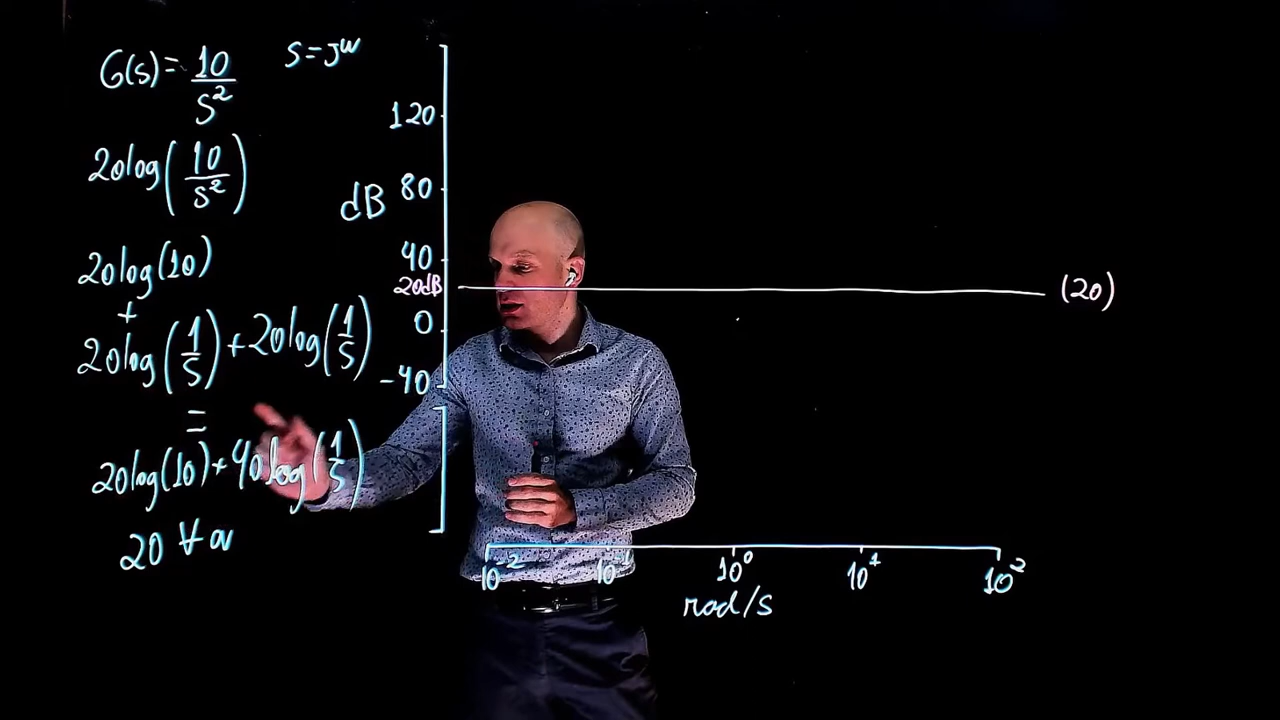 G(s) = 10/s²
s = jω
20log(10/s²)
20log(10)
+
20log(1/s) + 20log(1/s)
=
20log(10) + 40log(1/s)
20 ∀ ω
dB
120
80
40
20dB
0
-40
(20)
10⁻² 10⁻¹ 10⁰ 10¹ 10²
rad/s